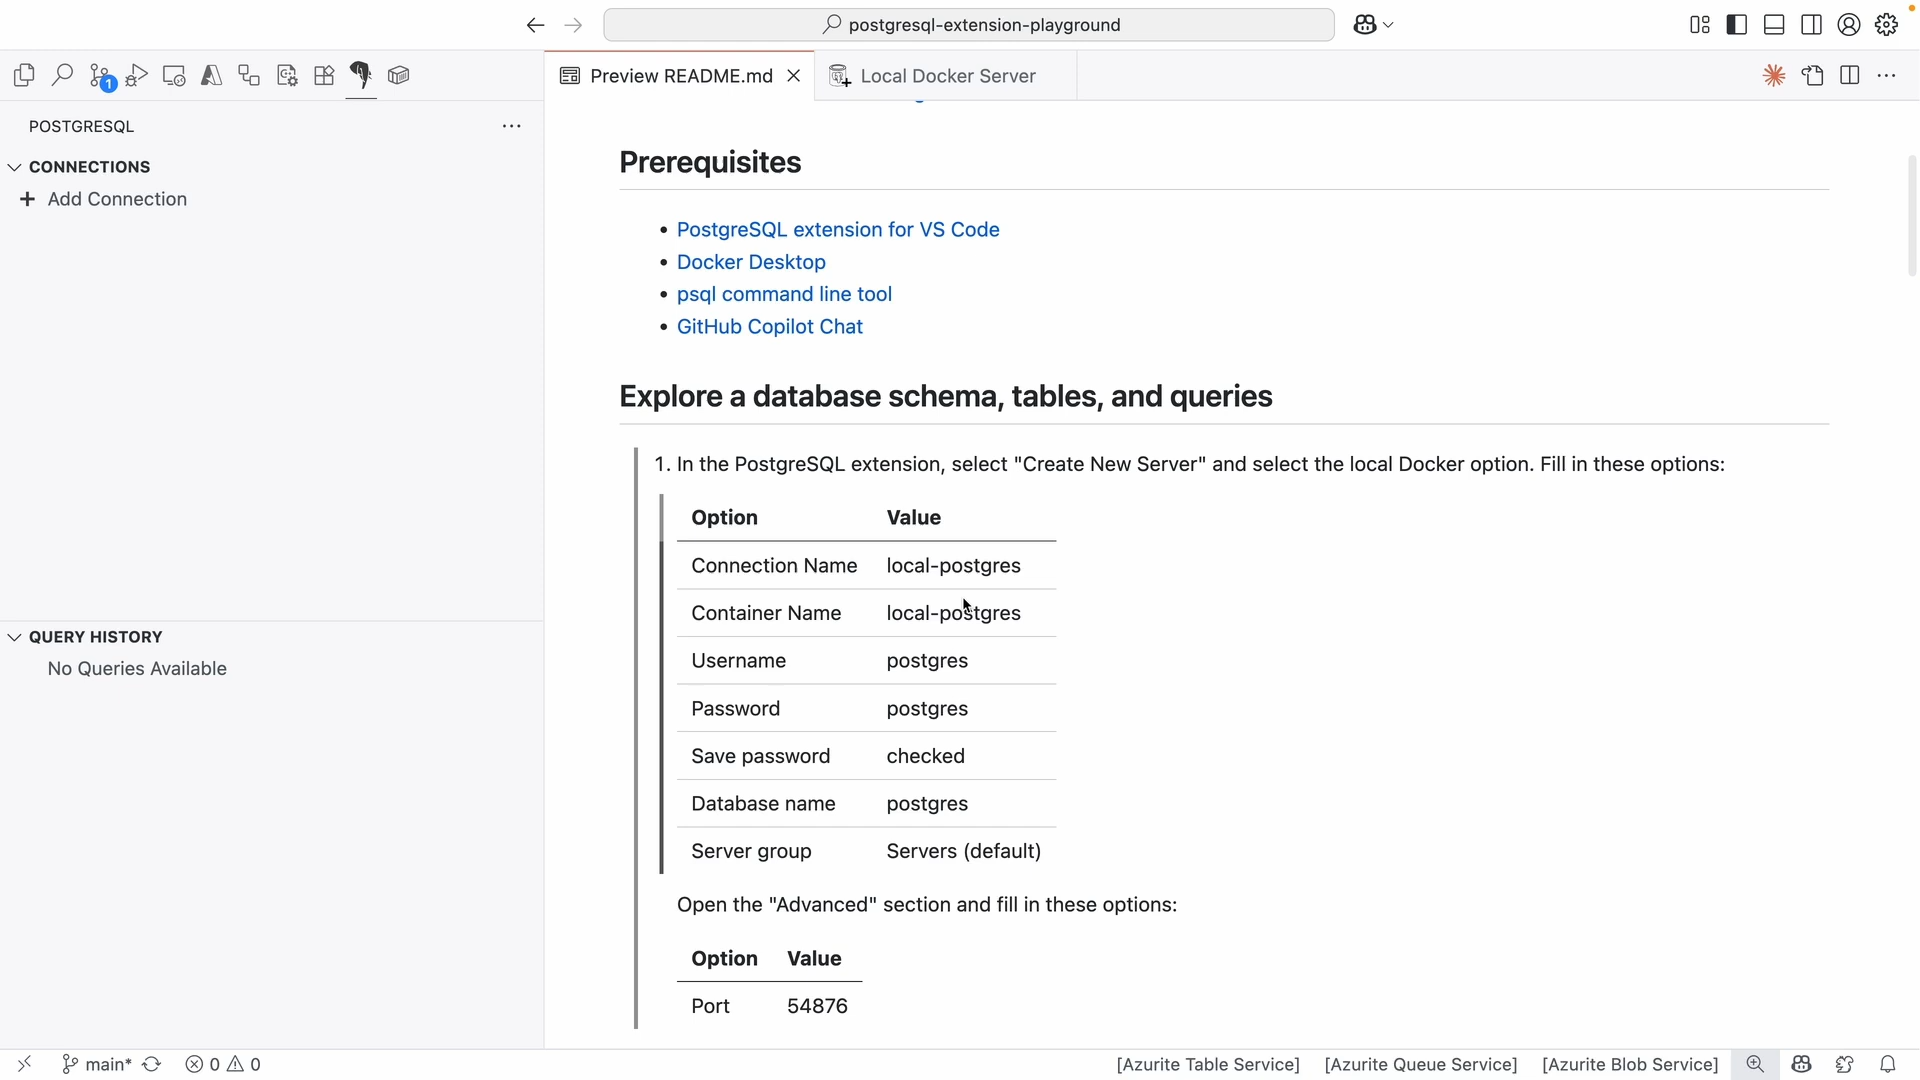 postgresql-extension-playground
1
Preview README.md
Local Docker Server
POSTGRESQL
CONNECTIONS
Add Connection
QUERY HISTORY
No Queries Available
Prerequisites
• PostgreSQL extension for VS Code
• Docker Desktop
• psql command line tool
• GitHub Copilot Chat
Explore a database schema, tables, and queries
1. In the PostgreSQL extension, select "Create New Server" and select the local Docker option. Fill in these options:
Option Value
Connection Name local-postgres
Container Name local-postgres
Username postgres
Password postgres
Save password checked
Database name postgres
Server group Servers (default)
Open the "Advanced" section and fill in these options:
Option Value
Port 54876
main* 0 0 [Azurite Table Service] [Azurite Queue Service] [Azurite Blob Service]